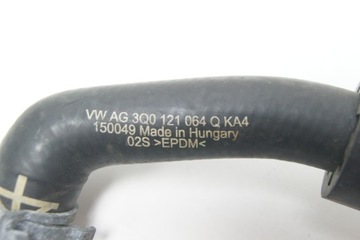 VW AG 3Q0 121 064 Q KA4
150049 Made in Hungary
02S >EPDM<